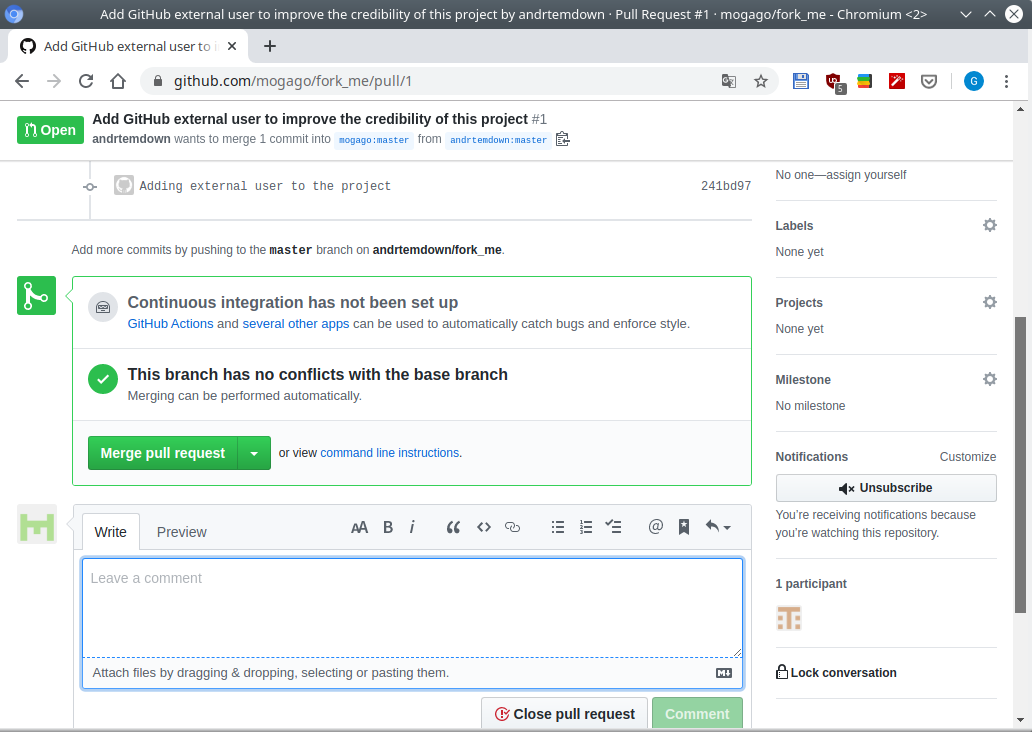 Add GitHub external user to improve the credibility of this project by andrtemdown · Pull Request #1 · mogago/fork_me - Chromium <2>
Add GitHub external user to i
github.com/mogago/fork_me/pull/1
5
G
Open
Add GitHub external user to improve the credibility of this project #1
andrtemdown wants to merge 1 commit into mogago:master from andrtemdown:master
Adding external user to the project 241bd97
Add more commits by pushing to the master branch on andrtemdown/fork_me.
Continuous integration has not been set up
GitHub Actions and several other apps can be used to automatically catch bugs and enforce style.
This branch has no conflicts with the base branch
Merging can be performed automatically.
Merge pull request
or view command line instructions.
Write
Preview
AA B i
Leave a comment
Attach files by dragging & dropping, selecting or pasting them.
Close pull request
Comment
No one—assign yourself
Labels
None yet
Projects
None yet
Milestone
No milestone
Notifications Customize
Unsubscribe
You're receiving notifications because
you're watching this repository.
1 participant
Lock conversation